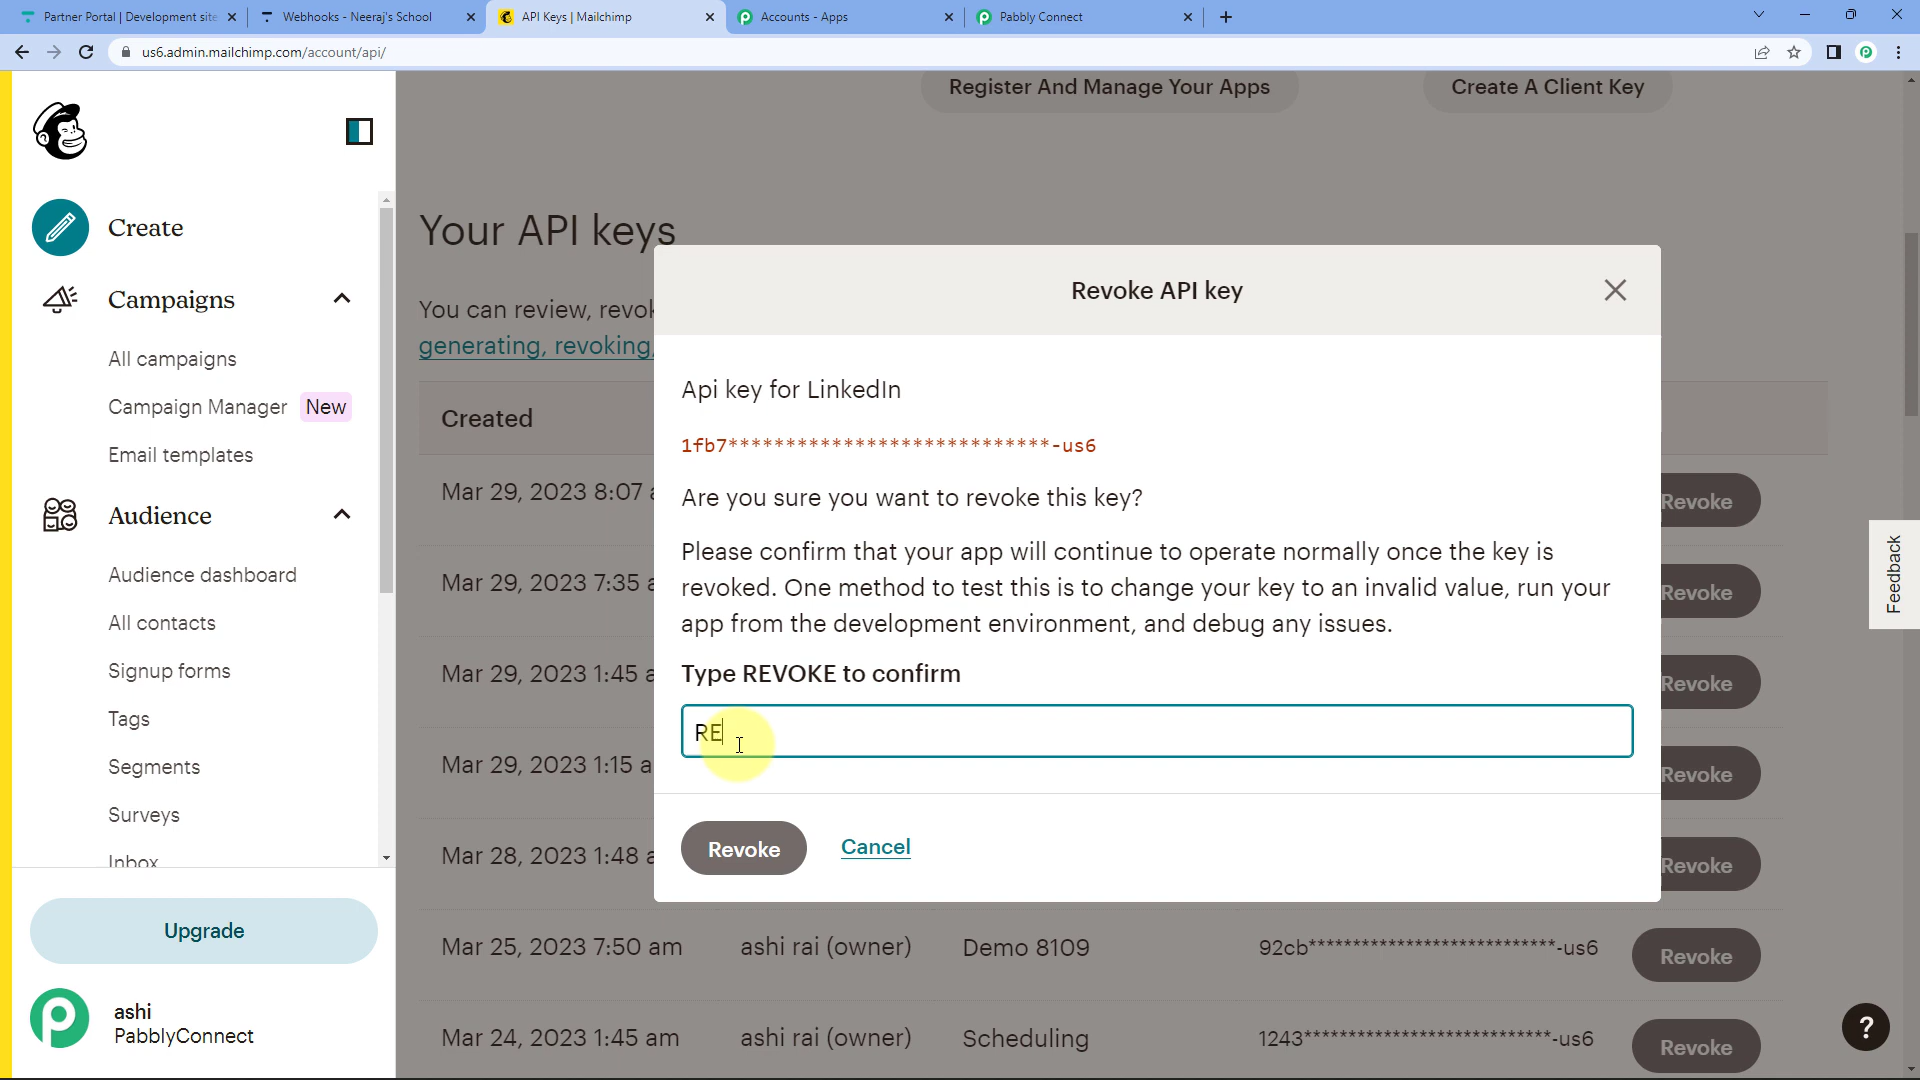 Partner Portal | Development site
Webhooks - Neeraj's School
API Keys | Mailchimp
Accounts - Apps
Pabbly Connect
us6.admin.mailchimp.com/account/api/
Register And Manage Your Apps
Create A Client Key
Create
Campaigns
All campaigns
Campaign Manager New
Email templates
Audience
Audience dashboard
All contacts
Signup forms
Tags
Segments
Surveys
Inbox
Upgrade
ashi
PabblyConnect
Your API keys
You can review, revok
generating, revoking,
Created
Mar 29, 2023 8:07 a
Revoke
Mar 29, 2023 7:35 a
Revoke
Mar 29, 2023 1:45 a
Revoke
Mar 29, 2023 1:15 a
Revoke
Mar 28, 2023 1:48 a
Revoke
Mar 25, 2023 7:50 am ashi rai (owner) Demo 8109 92cb****************************-us6 Revoke
Mar 24, 2023 1:45 am ashi rai (owner) Scheduling 1243****************************-us6 Revoke
Revoke API key
Api key for LinkedIn
1fb7****************************-us6
Are you sure you want to revoke this key?
Please confirm that your app will continue to operate normally once the key is
revoked. One method to test this is to change your key to an invalid value, run your
app from the development environment, and debug any issues.
Type REVOKE to confirm
RE
Revoke
Cancel
Feedback
?